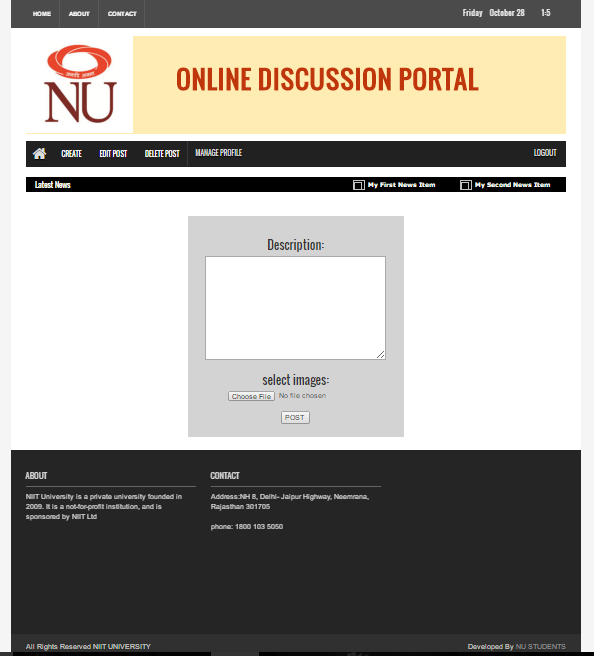 HOME ABOUT CONTACT Friday October 28 1:5
NU
ONLINE DISCUSSION PORTAL
CREATE EDIT POST DELETE POST MANAGE PROFILE LOGOUT
Latest News My First News Item My Second News Item
Description:
select images:
Choose File No file chosen
POST
ABOUT
NIIT University is a private university founded in
2009. It is a not-for-profit institution, and is
sponsored by NIIT Ltd
CONTACT
Address:NH 8, Delhi- Jaipur Highway, Neemrana,
Rajasthan 301705
phone: 1800 103 5050
All Rights Reserved NIIT UNIVERSITY Developed By NU STUDENTS